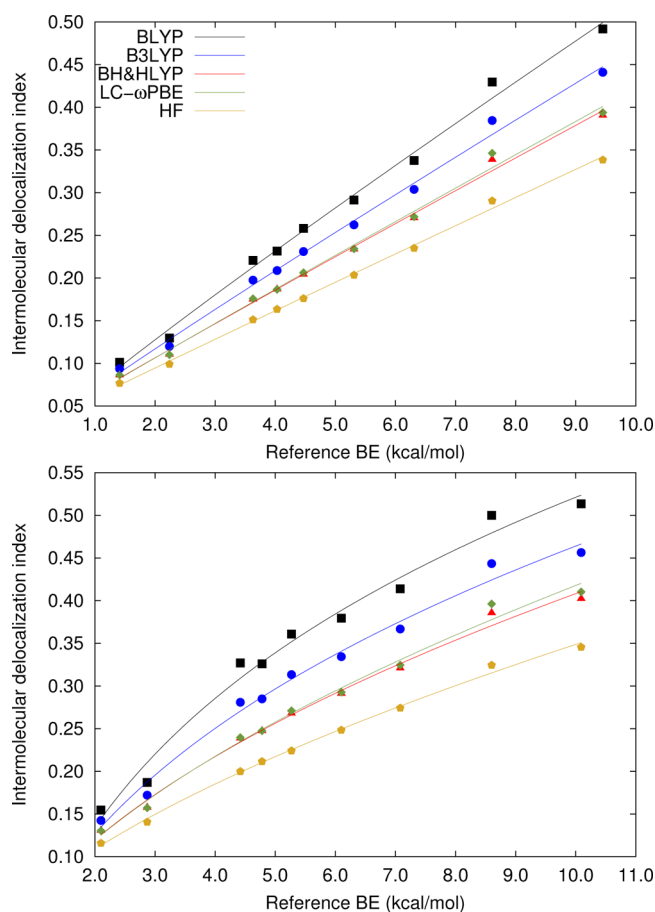 0.50
0.45
0.40
0.35
0.30
0.25
0.20
0.15
0.10
0.05
Intermolecular delocalization index
BLYP
B3LYP
BH&HLYP
LC-ωPBE
HF
1.0 2.0 3.0 4.0 5.0 6.0 7.0 8.0 9.0 10.0
Reference BE (kcal/mol)
0.55
0.50
0.45
0.40
0.35
0.30
0.25
0.20
0.15
0.10
Intermolecular delocalization index
2.0 3.0 4.0 5.0 6.0 7.0 8.0 9.0 10.0 11.0
Reference BE (kcal/mol)